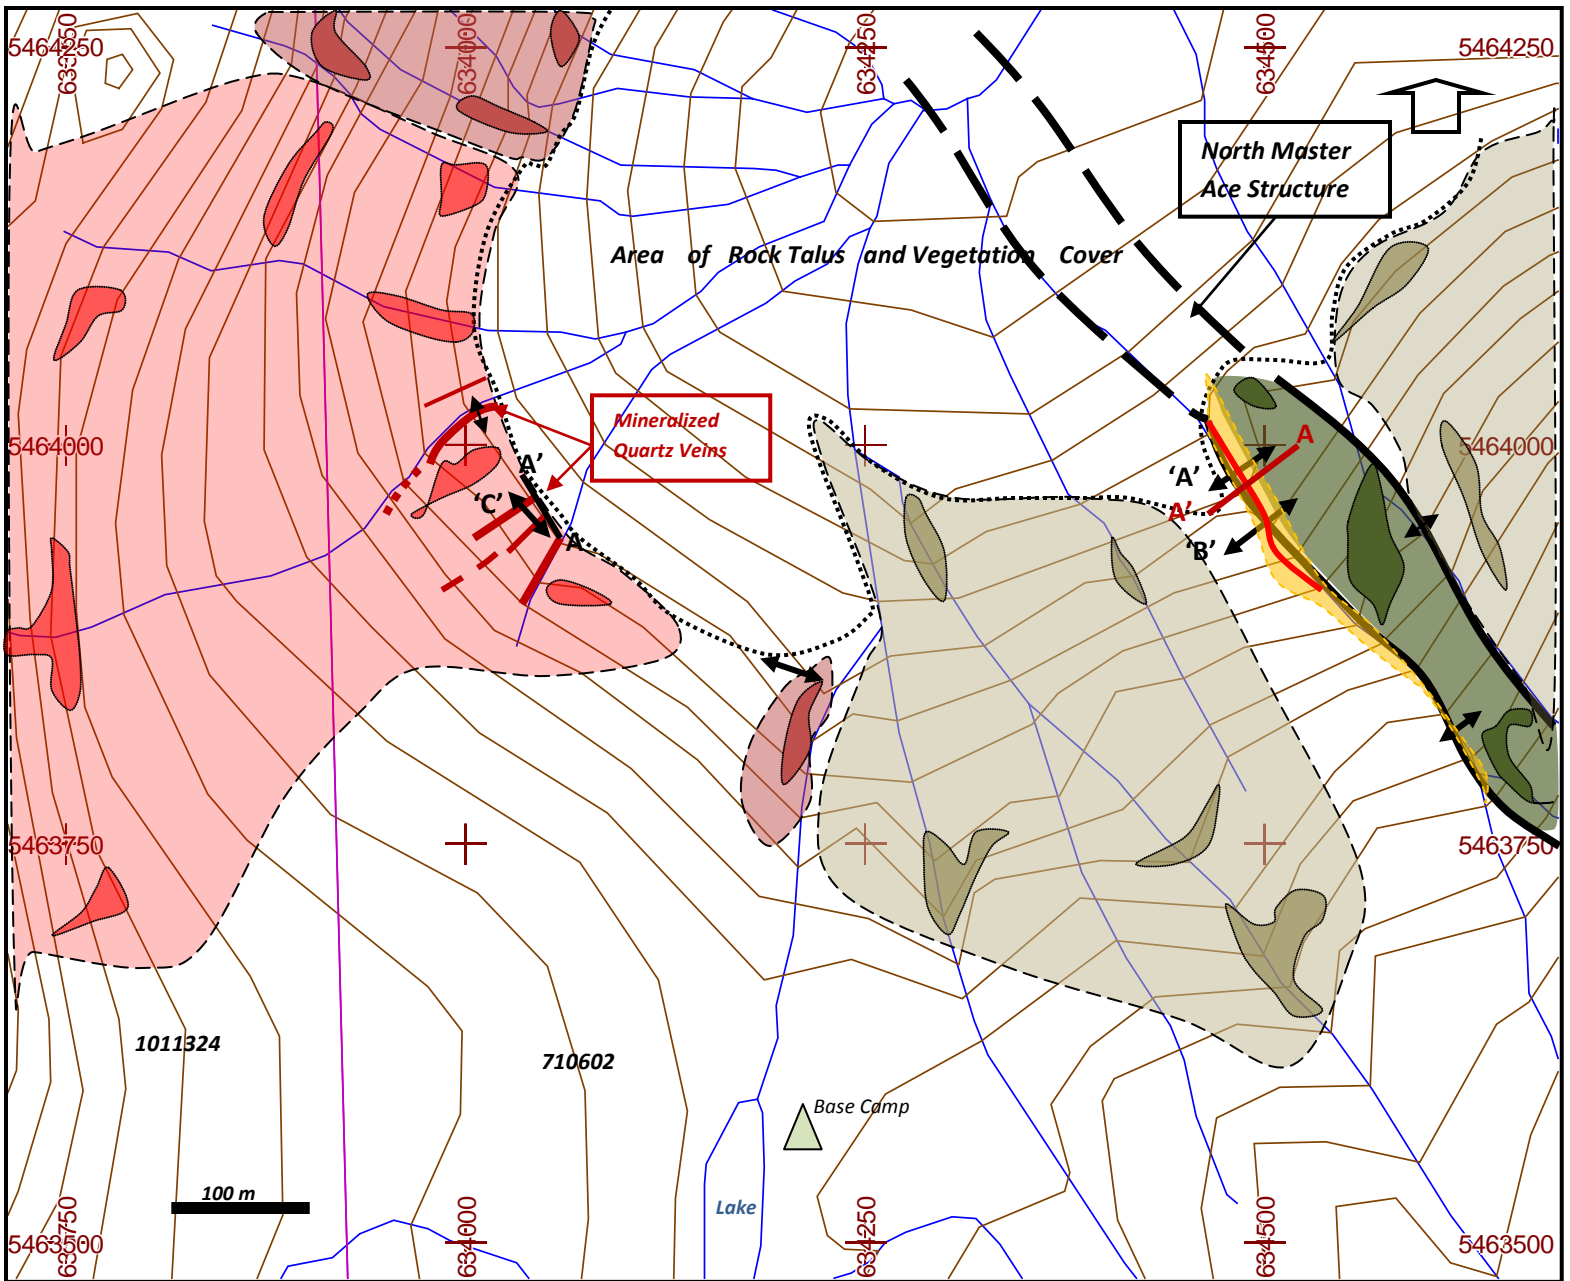 633750
634000
634250
634500
5464250
5464250
North Master
Ace Structure
Area of Rock Talus and Vegetation Cover
Mineralized
Quartz Veins
5464000
5464000
A
A’
‘A’
‘C’
A’
A
‘B’
5463750
5463750
1011324
710602
Base Camp
100 m
Lake
633750
634000
634250
634500
5463500
5463500